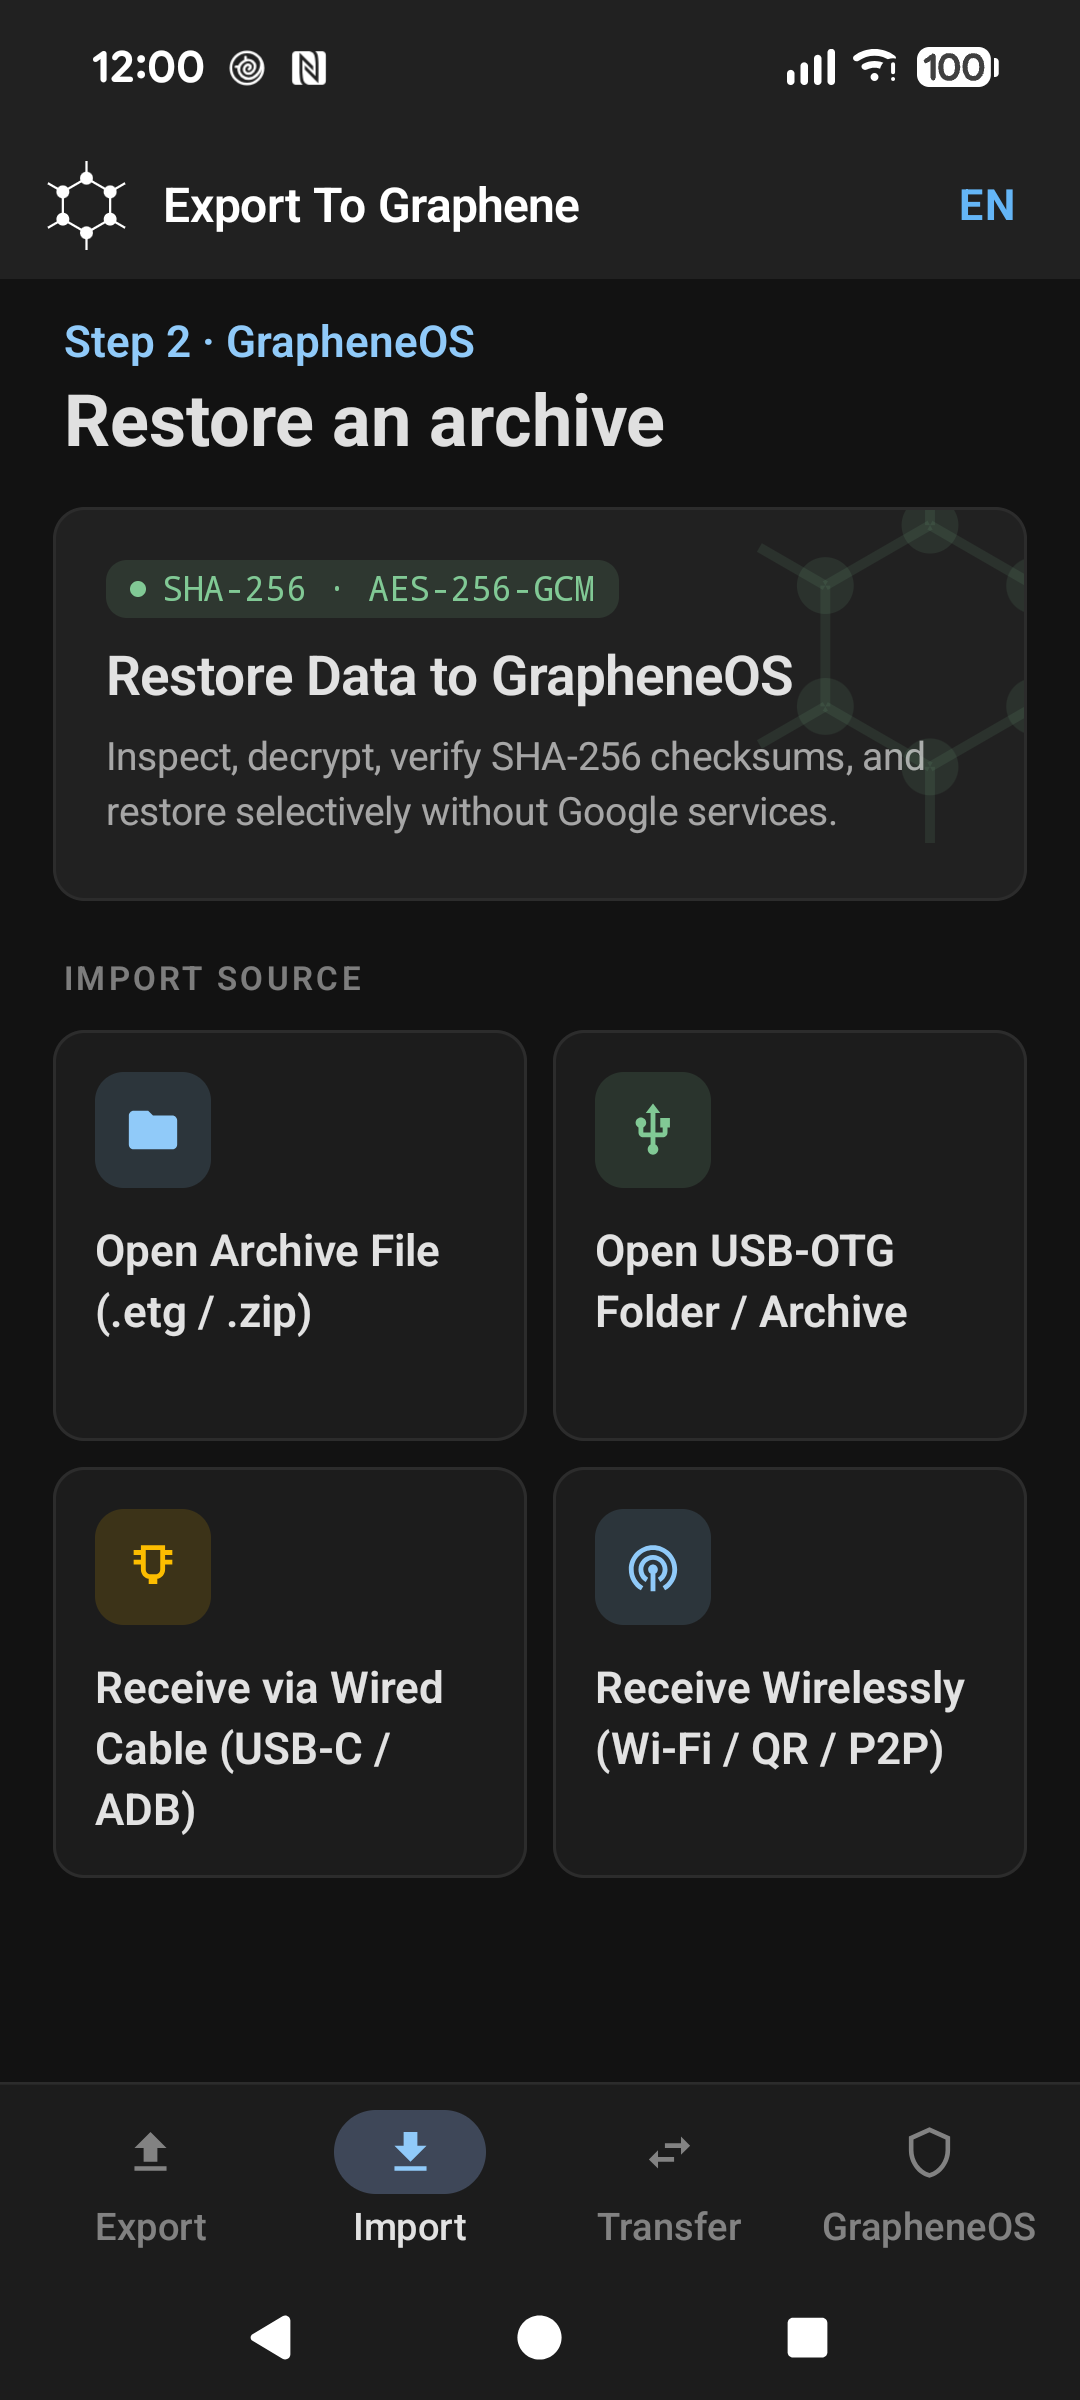 12:00
100
Export To Graphene
EN
Step 2 · GrapheneOS
Restore an archive
SHA-256 · AES-256-GCM
Restore Data to GrapheneOS
Inspect, decrypt, verify SHA-256 checksums, and
restore selectively without Google services.
IMPORT SOURCE
Open Archive File
(.etg / .zip)
Open USB-OTG
Folder / Archive
Receive via Wired
Cable (USB-C /
ADB)
Receive Wirelessly
(Wi-Fi / QR / P2P)
Export
Import
Transfer
GrapheneOS